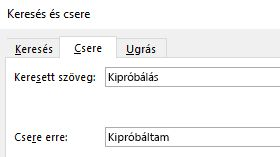 Keresés és csere
Keresés Csere Ugrás
Keresett szöveg: Kipróbálás
Csere erre: Kipróbáltam